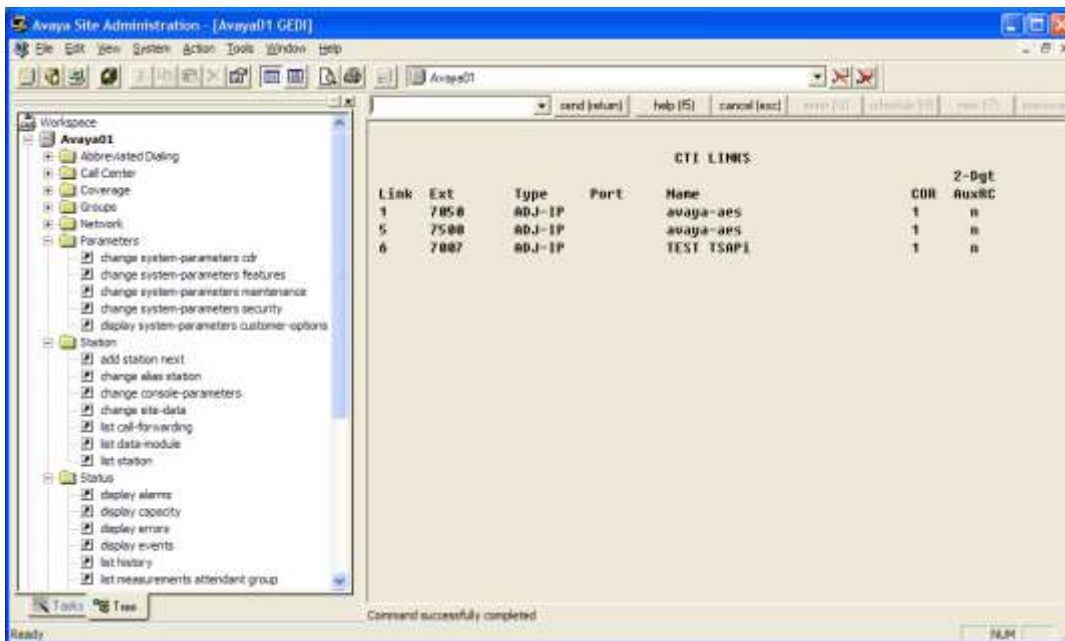 Avaya Site Administration - [Avaya01 GEDI]
File Edit View System Action Tools Window Help
Avaya01
send (return) help (f5) cancel (esc)
Workspace
Avaya01
Abbreviated Dialing
Call Center
Coverage
Groups
Network
Parameters
change system-parameters cdr
change system-parameters features
change system-parameters maintenance
change system-parameters security
display system-parameters customer-options
Station
add station next
change alias station
change console-parameters
change site-data
list call-forwarding
list data-module
list station
Status
display alarms
display capacity
display errors
display events
list history
list measurements attendant group
Tasks Tree
CTI LINKS
2-Dgt
Link Ext Type Port Name COR AuxRC
1 7050 ADJ-IP avaya-aes 1 n
5 7500 ADJ-IP avaya-aes 1 n
6 7007 ADJ-IP TEST TSAPI 1 n
Command successfully completed
Ready NUM